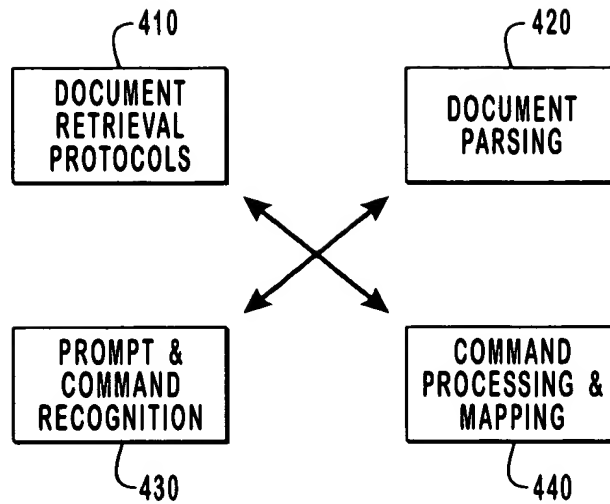 410
420
DOCUMENT
RETRIEVAL
PROTOCOLS
DOCUMENT
PARSING
PROMPT &
COMMAND
RECOGNITION
COMMAND
PROCESSING &
MAPPING
430
440